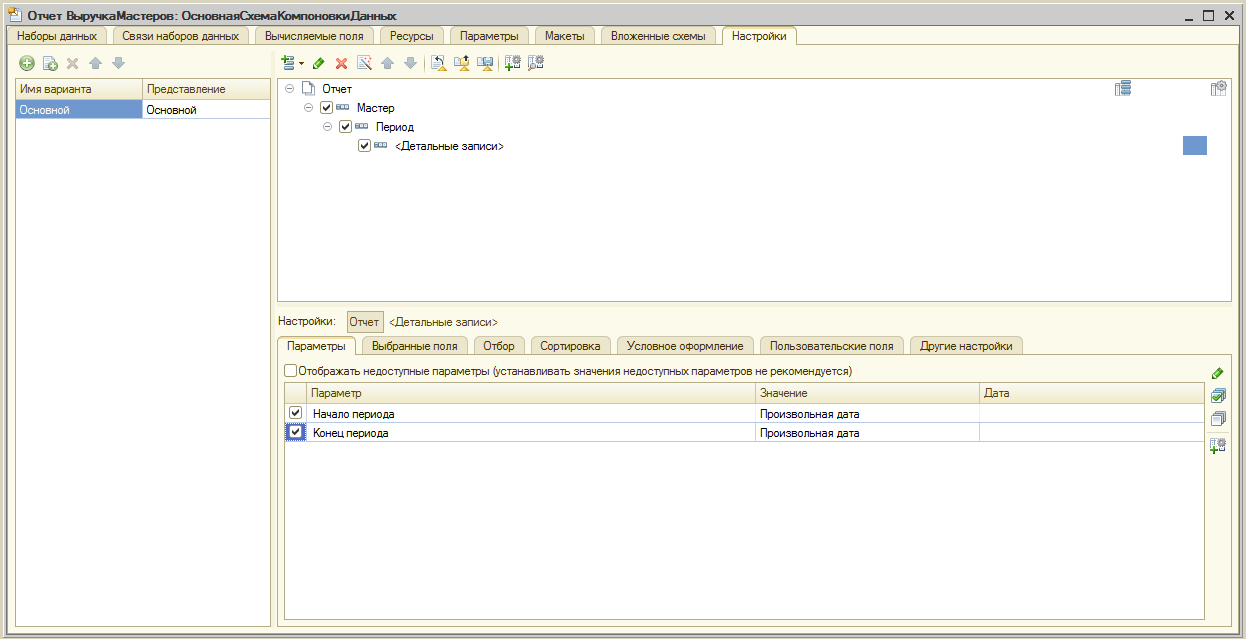 Отчет ВыручкаМастеров: ОсновнаяСхемаКомпоновкиДанных
Наборы данных Связи наборов данных Вычисляемые поля Ресурсы Параметры Макеты Вложенные схемы Настройки
Имя варианта Представление
Основной Основной
Отчет
Мастер
Период
<Детальные записи>
Настройки: Отчет <Детальные записи>
Параметры Выбранные поля Отбор Сортировка Условное оформление Пользовательские поля Другие настройки
Отображать недоступные параметры (устанавливать значения недоступных параметров не рекомендуется)
Параметр Значение Дата
Начало периода Произвольная дата
Конец периода Произвольная дата